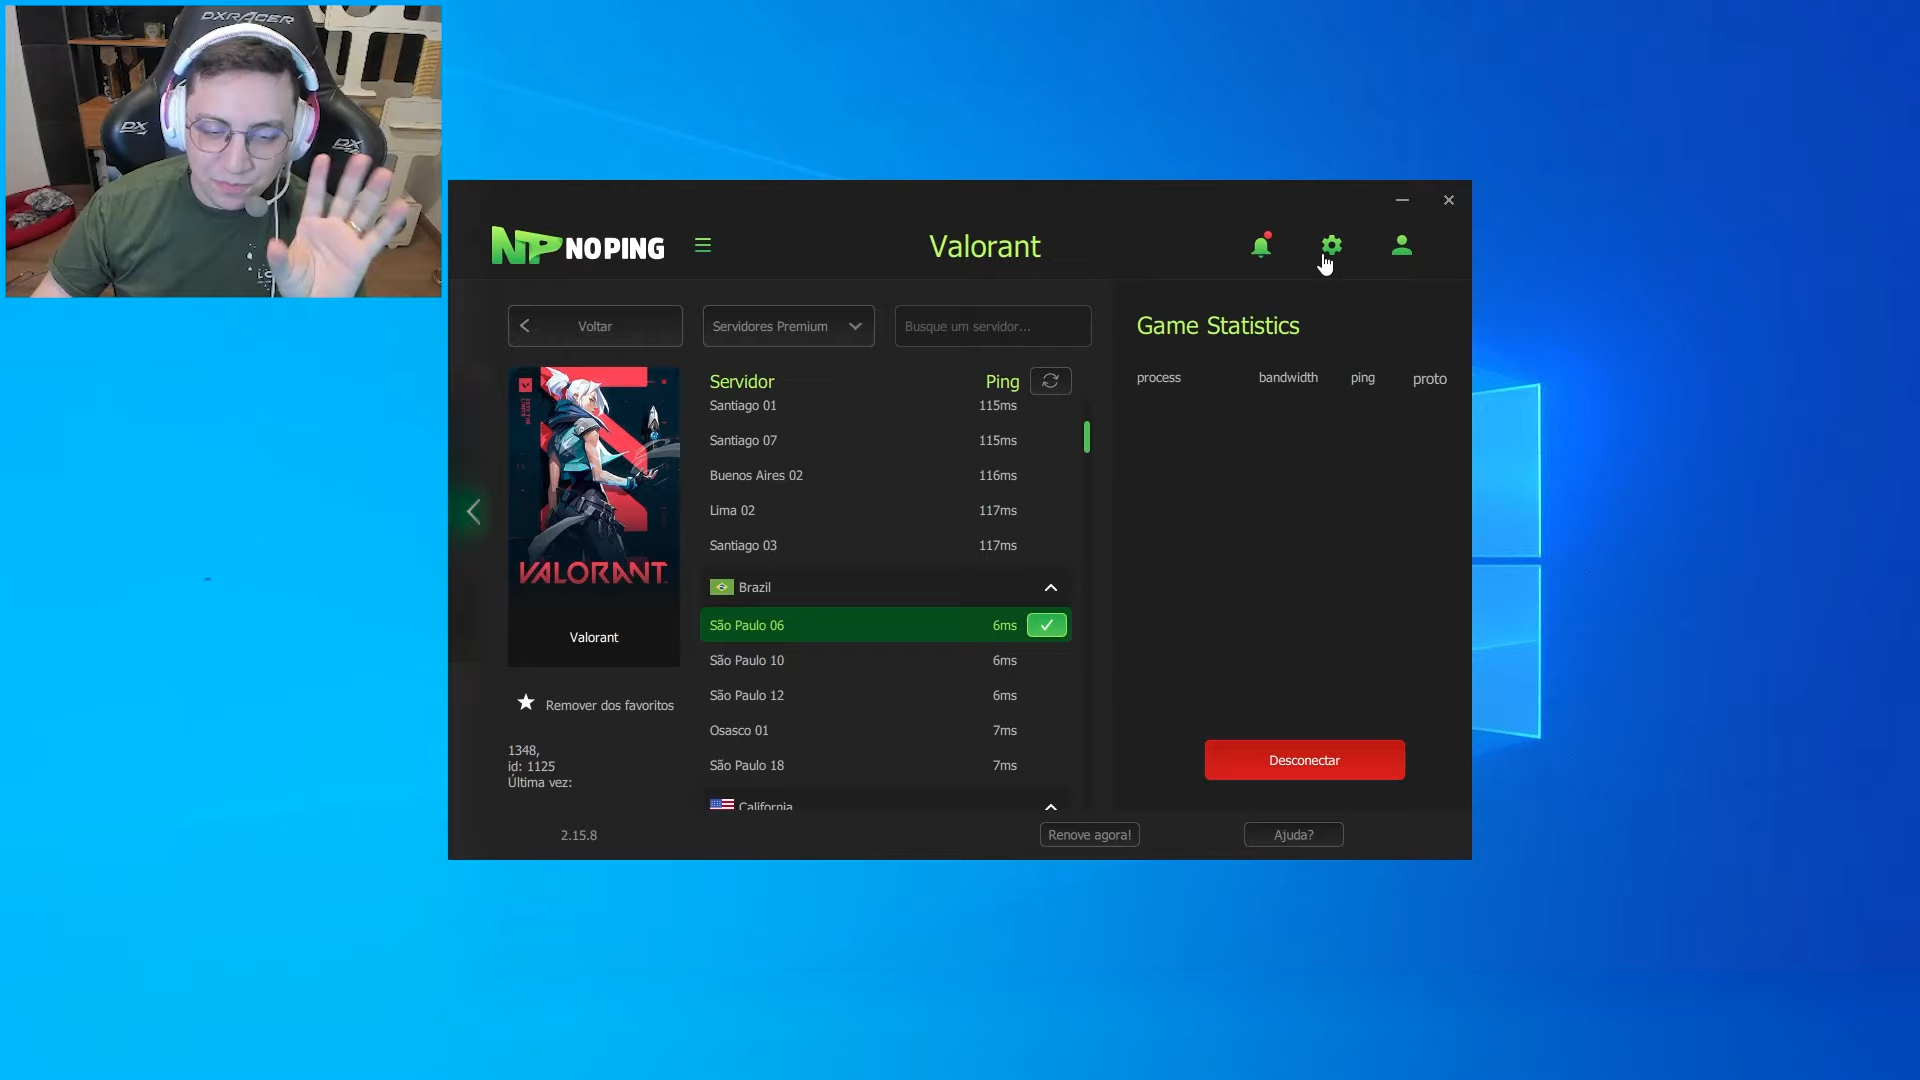 DXRACER
DX
DX
NP NOPING
Valorant
Voltar
Servidores Premium
Busque um servidor...
Game Statistics
process bandwidth ping proto
Servidor Ping
Santiago 01 115ms
Santiago 07 115ms
Buenos Aires 02 116ms
Lima 02 117ms
Santiago 03 117ms
Brazil
São Paulo 06 6ms
São Paulo 10 6ms
São Paulo 12 6ms
Osasco 01 7ms
São Paulo 18 7ms
California
VALORANT
Valorant
Remover dos favoritos
1348,
id: 1125
Última vez:
2.15.8
Desconectar
Renove agora!
Ajuda?